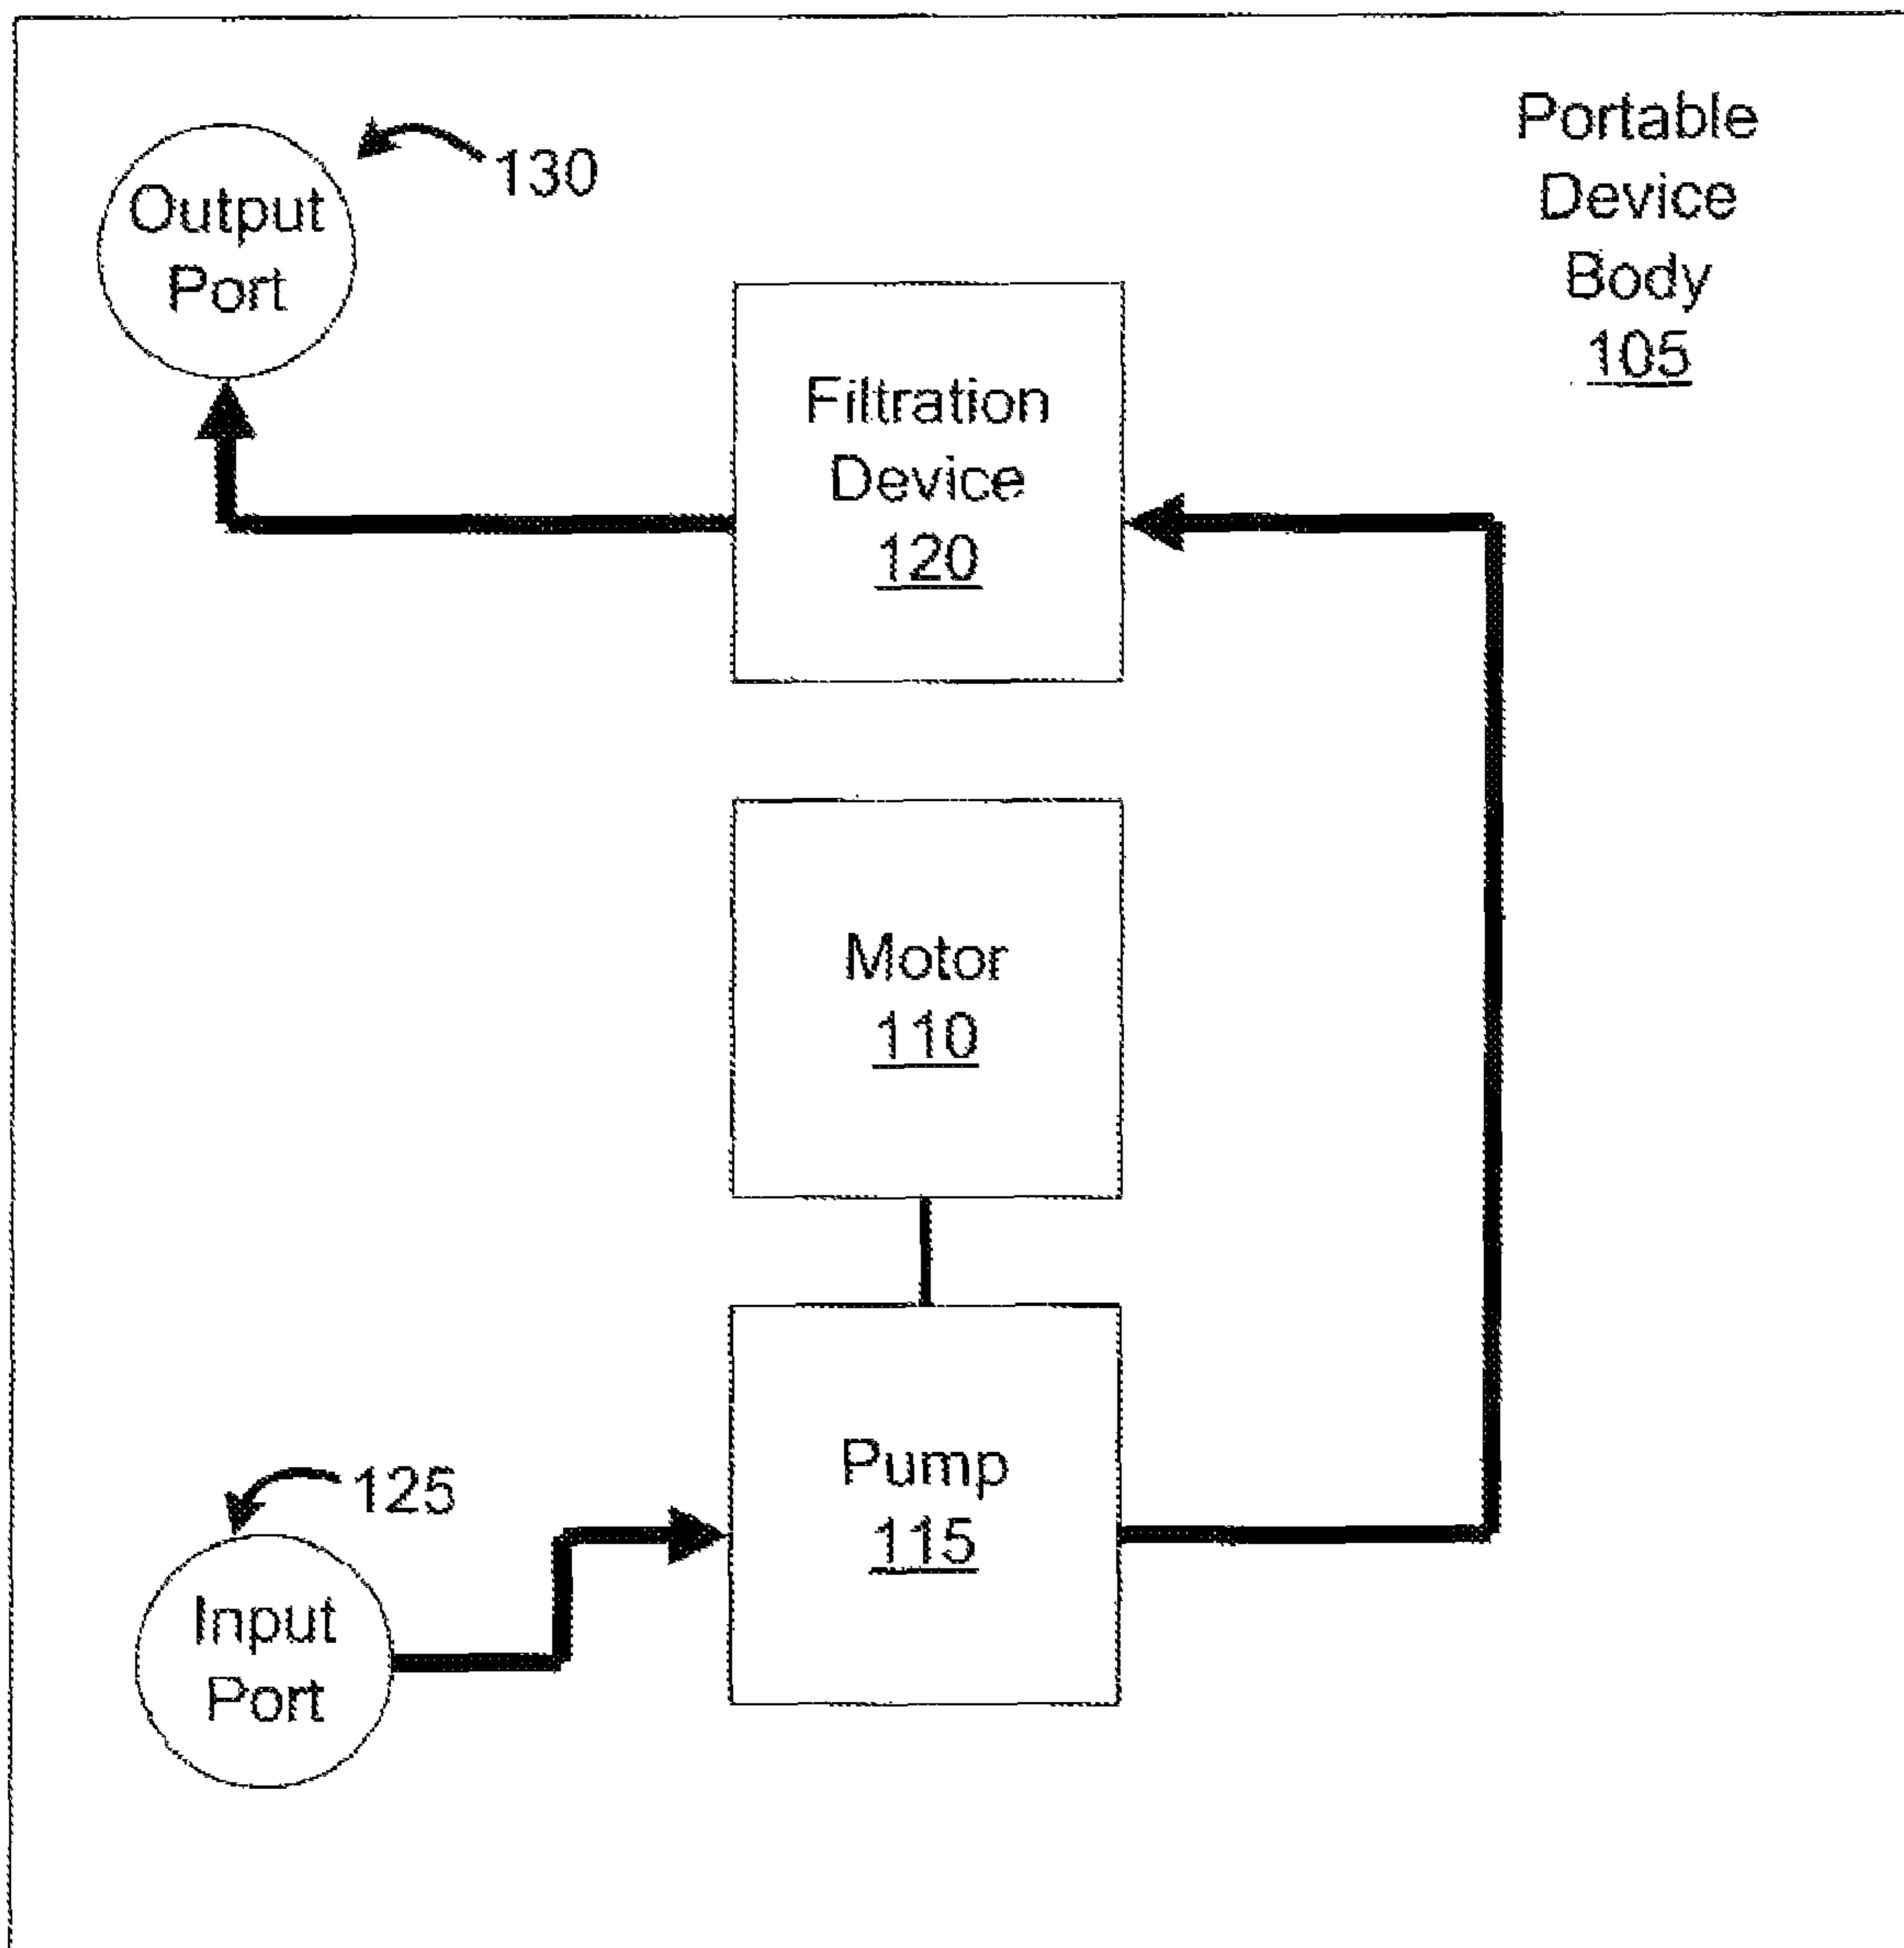 Portable
Device
Body
105
130
Output
Port
Filtration
Device
120
Motor
110
Pump
115
125
Input
Port